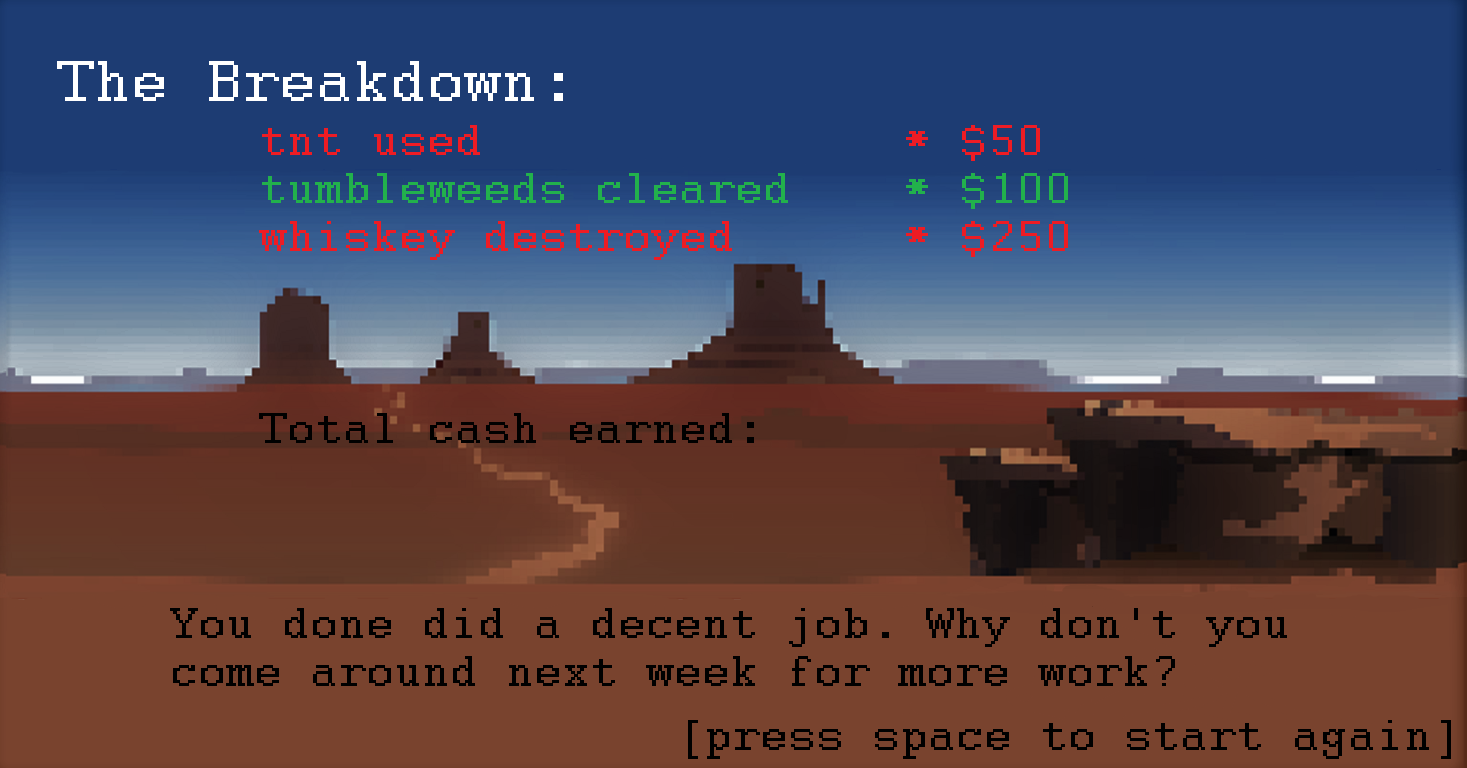 The Breakdown:
tnt used * $50
tumbleweeds cleared * $100
whiskey destroyed * $250
Total cash earned:
You done did a decent job. Why don't you
come around next week for more work?
[press space to start again]